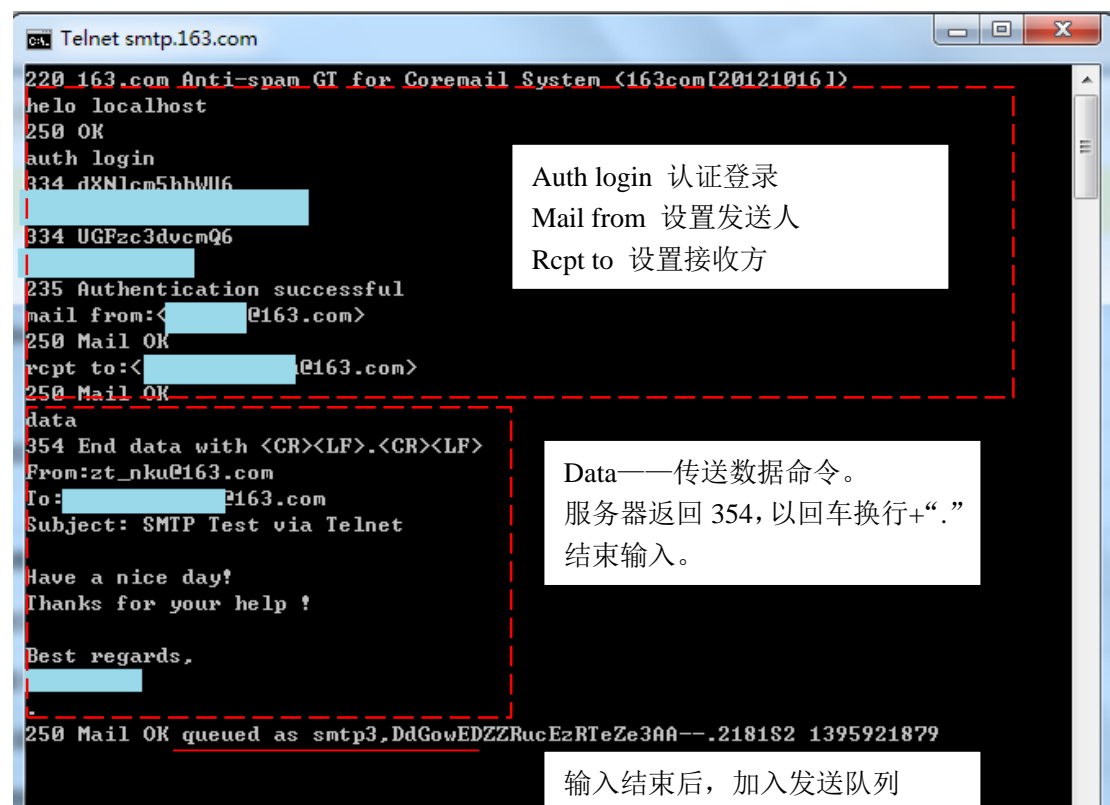 Telnet smtp.163.com
220 163.com Anti-spam GT for Coremail System (163com[20121016])
helo localhost
250 OK
auth login
334 dXNlcm5hbWU6
334 UGFzc3dvcmQ6
235 Authentication successful
mail from:< @163.com>
250 Mail OK
rcpt to:< @163.com>
250 Mail OK
Auth login 认证登录
Mail from 设置发送人
Rcpt to 设置接收方
data
354 End data with <CR><LF>.<CR><LF>
From:zt_nku@163.com
To: @163.com
Subject: SMTP Test via Telnet
Have a nice day!
Thanks for your help !
Best regards,
.
Data——传送数据命令。
服务器返回 354，以回车换行+“.”
结束输入。
250 Mail OK queued as smtp3,DdGowEDZZRucEzRTeZe3AA--.2181S2 1395921879
输入结束后，加入发送队列